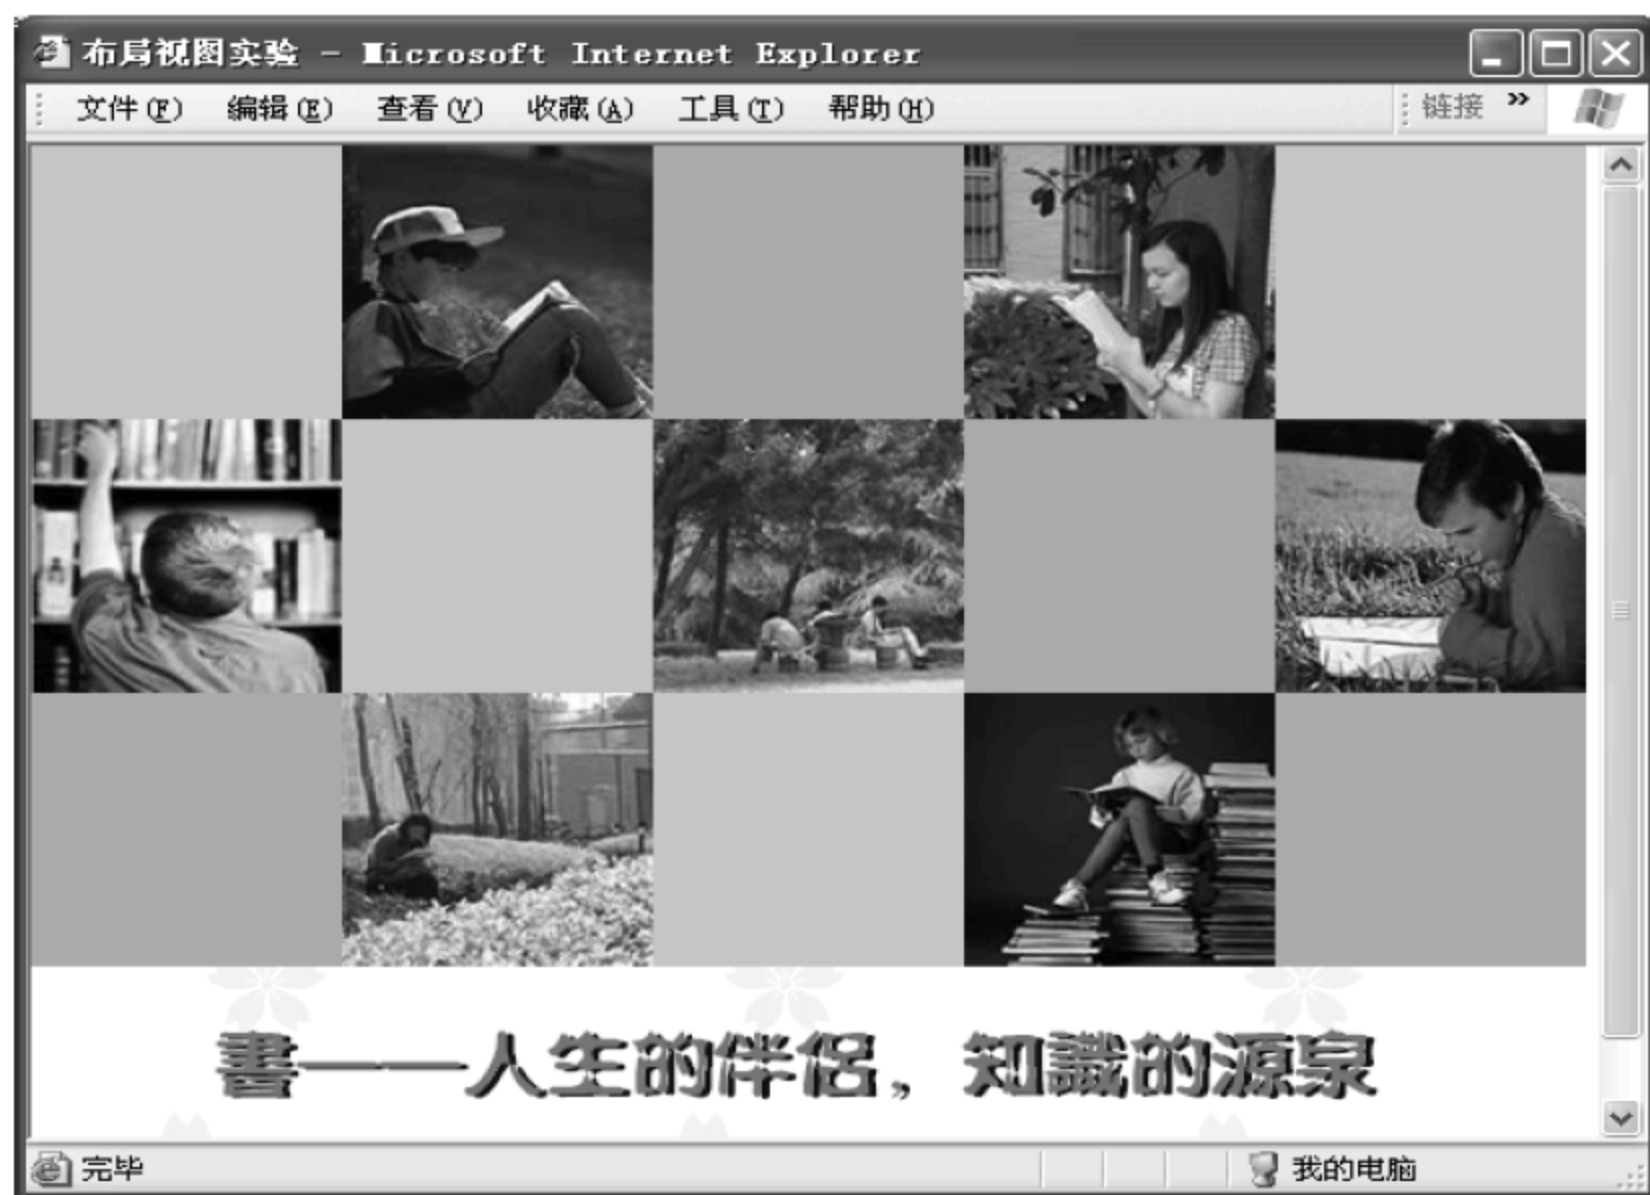 布局视图实验 - Microsoft Internet Explorer
文件(F) 编辑(E) 查看(V) 收藏(A) 工具(T) 帮助(H) 链接 »
書——人生的伴侶，知識的源泉
完毕 我的电脑